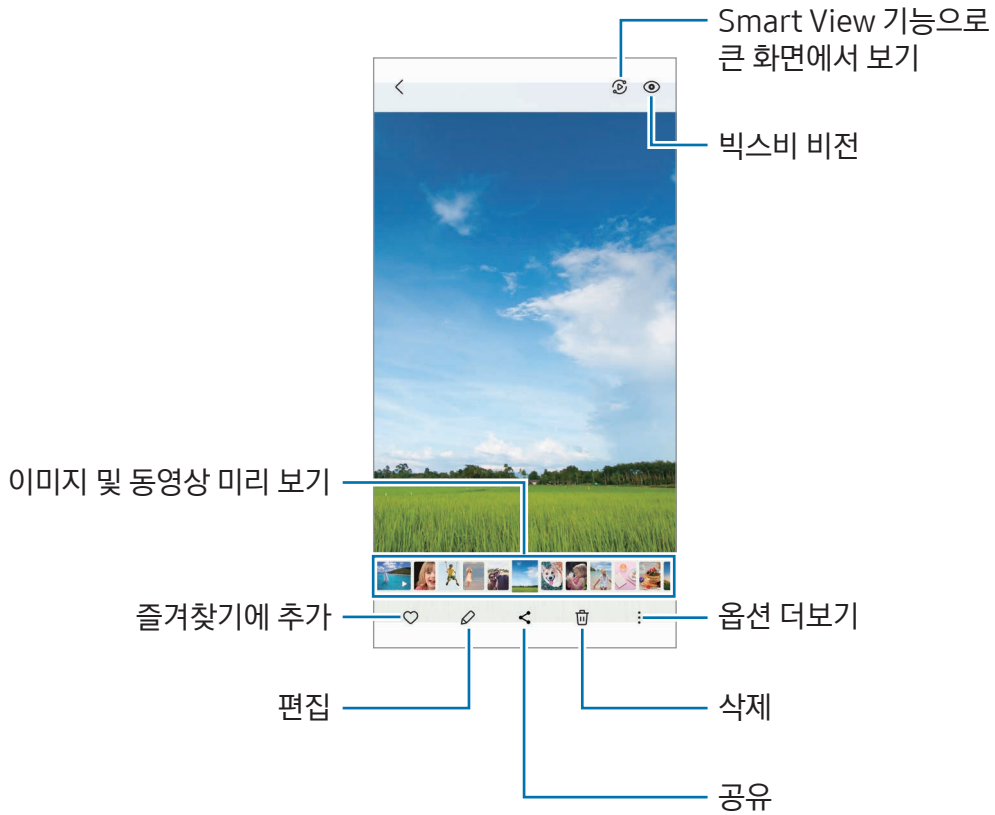 Smart View 기능으로
큰 화면에서 보기
빅스비 비전
이미지 및 동영상 미리 보기
즐겨찾기에 추가
옵션 더보기
편집
삭제
공유